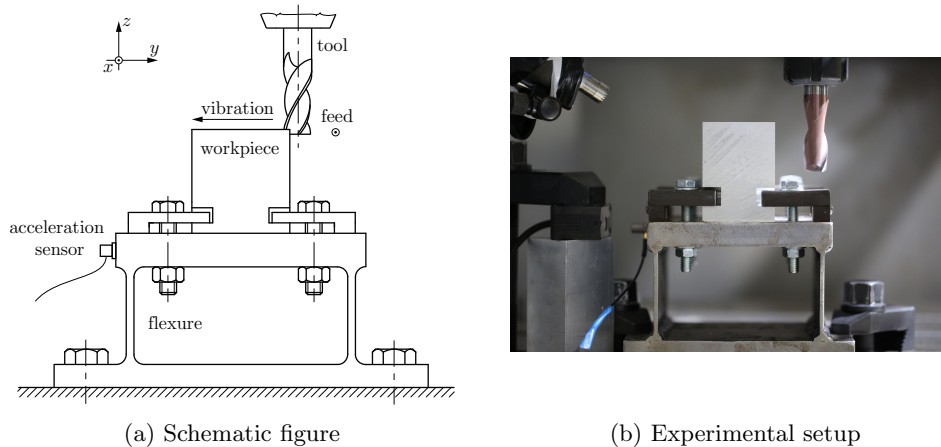 z
y
x
tool
vibration
feed
workpiece
acceleration
sensor
flexure
(a) Schematic figure
(b) Experimental setup